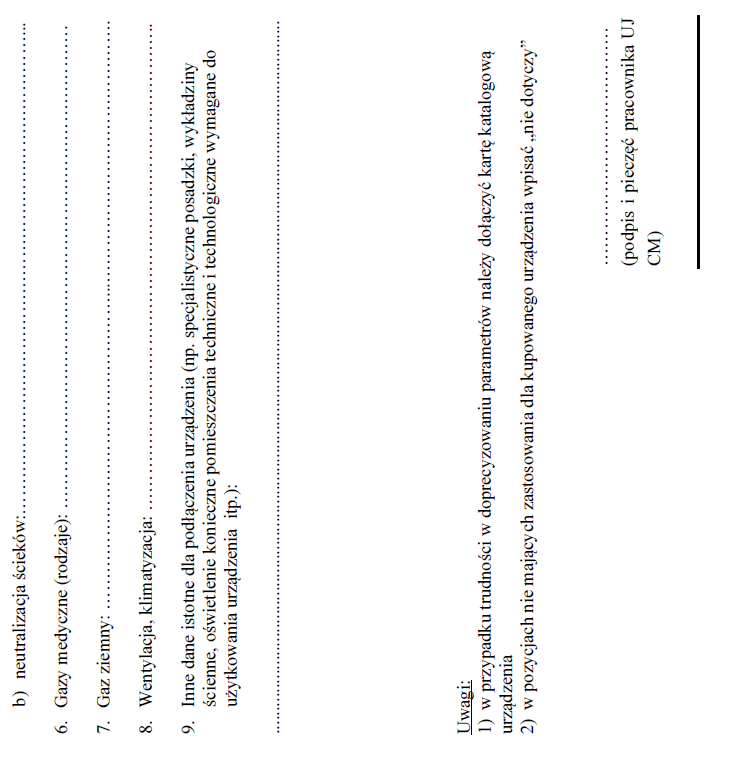 b) neutralizacja ścieków:……………………………………………………………………………..
6. Gazy medyczne (rodzaje): ……………………………………………………………………………
7. Gaz ziemny: ………………………………………………………………………………………
8. Wentylacja, klimatyzacja: ……………………………………………………………………………
9. Inne dane istotne dla podłączenia urządzenia (np. specjalistyczne posadzki, wykładziny
ścienne, oświetlenie konieczne pomieszczenia techniczne i technologiczne wymagane do
użytkowania urządzenia itp.):
........................................................................................................................................
Uwagi:
1) w przypadku trudności w doprecyzowaniu parametrów należy dołączyć kartę katalogową
urządzenia
2) w pozycjach nie mających zastosowania dla kupowanego urządzenia wpisać „nie dotyczy”
……………………………………
(podpis i pieczęć pracownika UJ
CM)